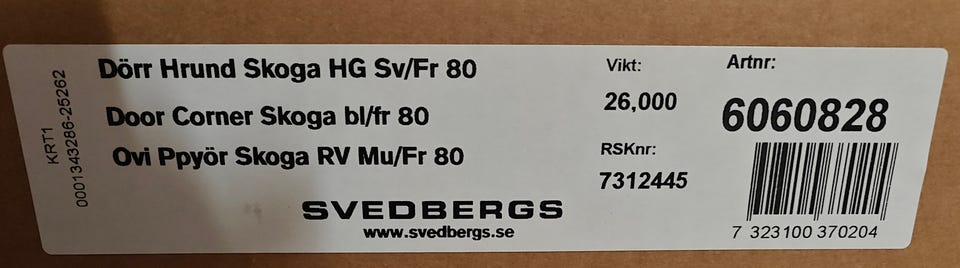 KRT1
0001343286-25262
Dörr Hrund Skoga HG Sv/Fr 80
Door Corner Skoga bl/fr 80
Ovi Ppyör Skoga RV Mu/Fr 80
SVEDBERGS
www.svedbergs.se
Vikt:
26,000
RSKnr:
7312445
Artnr:
6060828
7 323100 370204